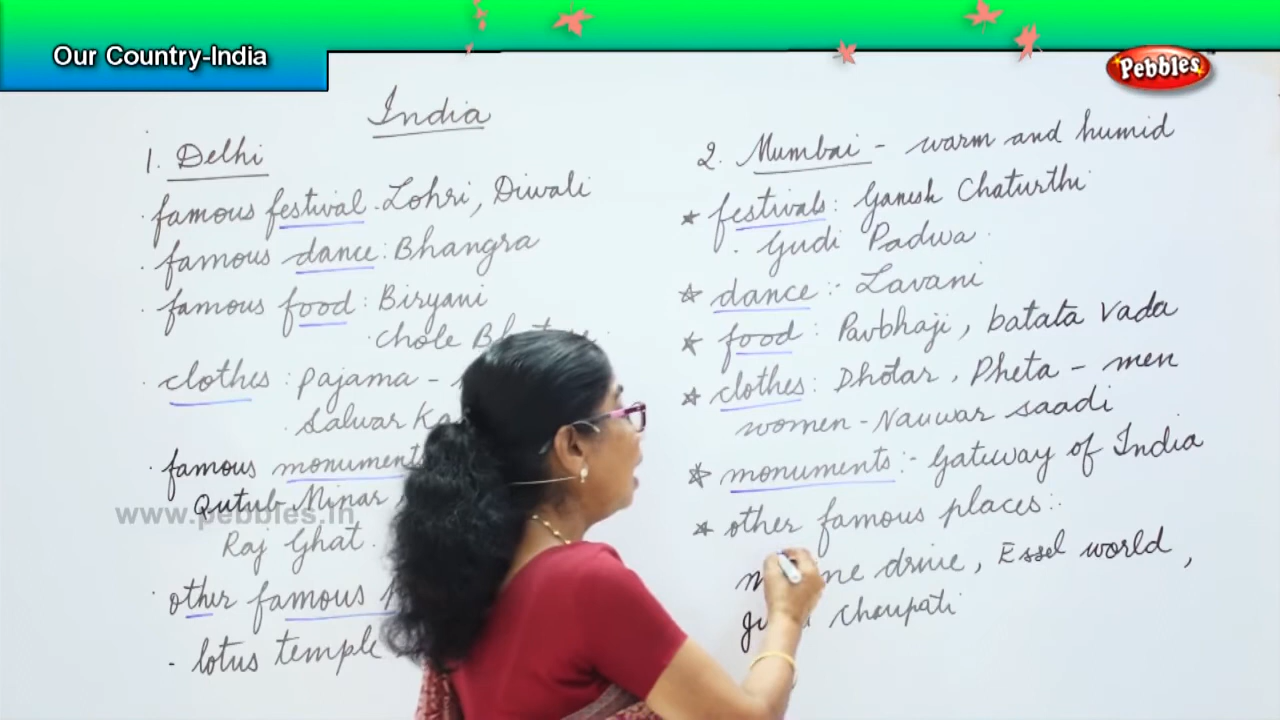 Our Country-India
Pebbles
India
1. Delhi
famous festival. Lohri, Diwali
famous dance: Bhangra
famous food: Biryani
chole
clothes: pajama -
Salwar
famous monument
Qutub Minar
www.pebbles.in
Raj Ghat.
other famous
- lotus temple
2. Mumbai - warm and humid
* festivals: Ganesh Chaturthi
. Gudi Padwa.
* dance:- Lavani
* food: Pavbhaji, batata vada
* clothes: Dhotar, Pheta - men
women - Nauwar saadi
* monuments:- Gateway of India
* other famous places:-
drive, Essel world,
Choupati